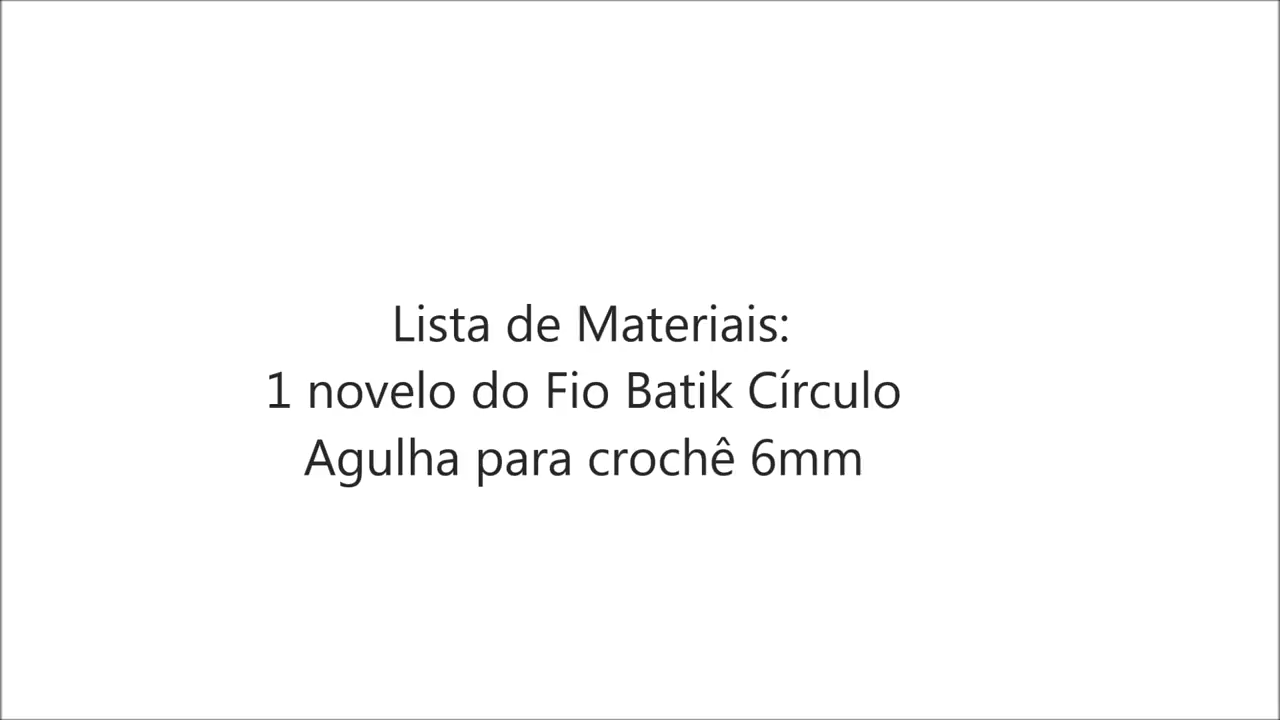 Lista de Materiais:
1 novelo do Fio Batik Círculo
Agulha para crochê 6mm